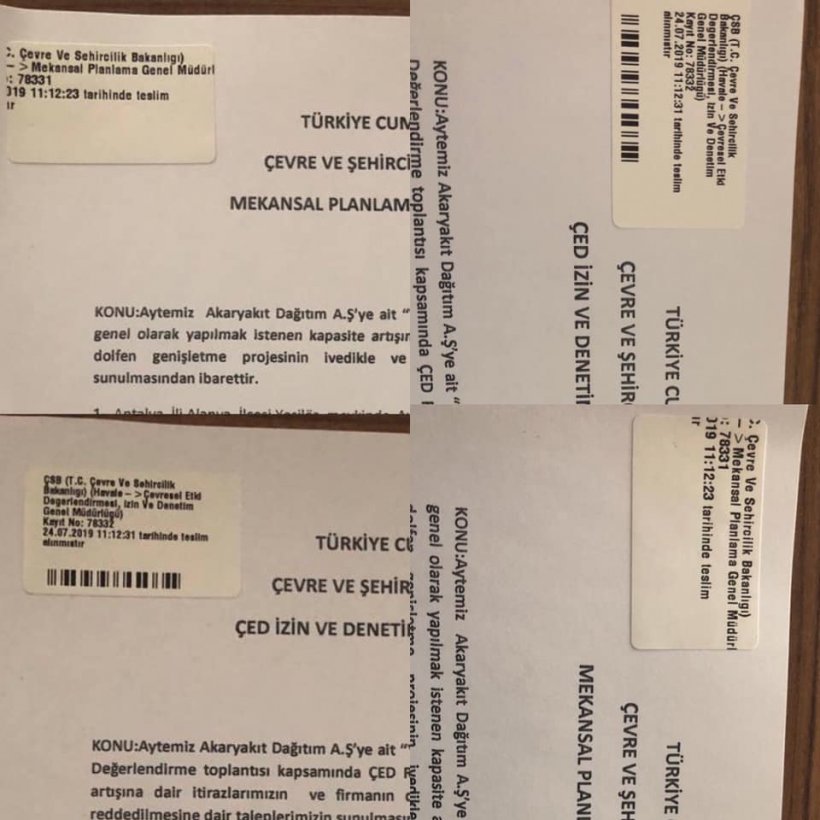 Çevre Ve Sehircilik Bakanlıgı)
– > Mekansal Planlama Genel Müdürl
: 78331
019 11:12:23 tarihinde teslim
ır
TÜRKİYE CUM
ÇEVRE VE ŞEHİRCİ
MEKANSAL PLANLAM
KONU:Aytemiz Akaryakıt Dağıtım A.Ş'ye ait “
genel olarak yapılmak istenen kapasite artışır
dolfen genişletme projesinin ivedikle ve
sunulmasından ibarettir.
ÇSB (T.C. Çevre Ve Sehircilik
Bakanlıgı) (Havale – > Çevresel Etki
Degerlendirmesi, Izin Ve Denetim
Genel Müdürlügü)
Kayıt No: 78332
24.07.2019 11:12:31 tarihinde teslim
alınmıstır
TÜRKİYE CU
ÇEVRE VE ŞEHİR
ÇED İZİN VE DENETİ
KONU:Aytemiz Akaryakıt Dağıtım A.Ş'ye ait “
Değerlendirme toplantısı kapsamında ÇED
ÇSB (T.C. Çevre Ve Sehircilik
Bakanlıgı) (Havale – > Çevresel Etki
Degerlendirmesi, Izin Ve Denetim
Genel Müdürlügü)
Kayıt No: 78332
24.07.2019 11:12:31 tarihinde teslim
alınmıstır
TÜRKİYE CU
ÇEVRE VE ŞEHİR
ÇED İZİN VE DENETİ
KONU:Aytemiz Akaryakıt Dağıtım A.Ş'ye ait “
Değerlendirme toplantısı kapsamında ÇED
artışına dair itirazlarımızın ve firmanın
reddedilmesine dair taleplerimizin sunulması
Çevre Ve Sehircilik Bakanlıgı)
– > Mekansal Planlama Genel Müdürl
: 78331
019 11:12:23 tarihinde teslim
ır
TÜRKİYE
ÇEVRE VE ŞEH
MEKANSAL PLAN
KONU:Aytemiz Akaryakıt Dağıtım A.Ş'ye
genel olarak yapılmak istenen kapasite a